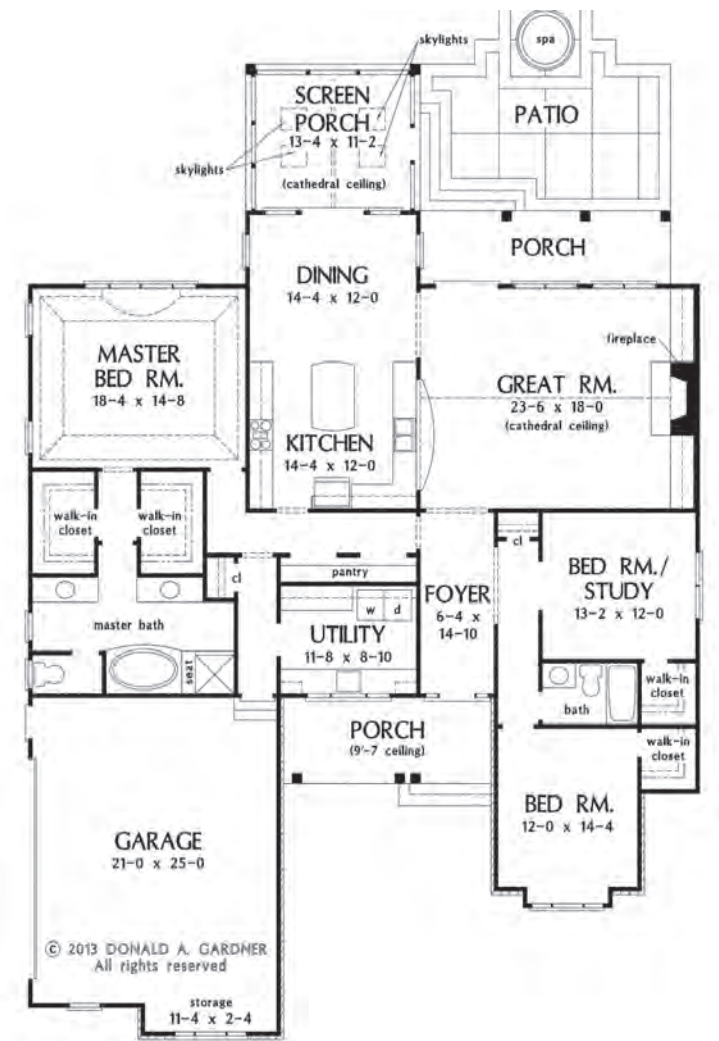 skylights
spa
SCREEN
PORCH
13-4 x 11-2
PATIO
skylights
(cathedral ceiling)
PORCH
DINING
14-4 x 12-0
fireplace
MASTER
BED RM.
18-4 x 14-8
GREAT RM.
23-6 x 18-0
(cathedral ceiling)
KITCHEN
14-4 x 12-0
walk-in
closet
walk-in
closet
cl
cl
pantry
BED RM./
STUDY
13-2 x 12-0
FOYER
6-4 x
14-10
w
d
master bath
UTILITY
11-8 x 8-10
seat
walk-in
closet
bath
PORCH
(9'-7 ceiling)
walk-in
closet
BED RM.
12-0 x 14-4
GARAGE
21-0 x 25-0
© 2013 DONALD A. GARDNER
All rights reserved
storage
11-4 x 2-4